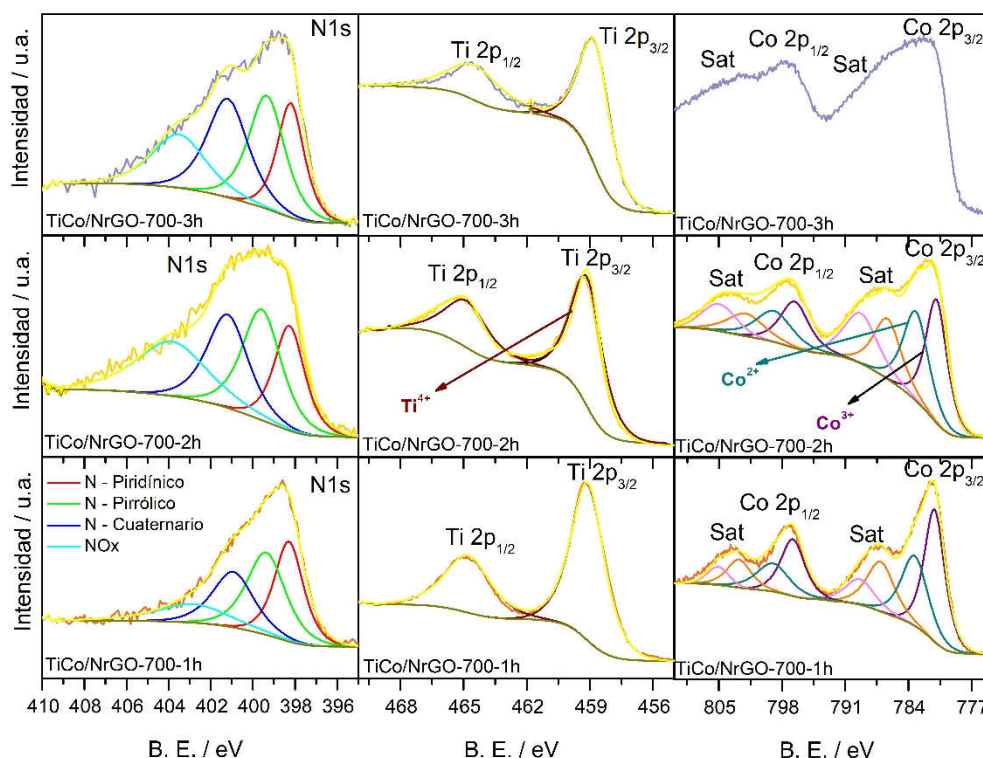 Intensidad / u.a.
N1s
TiCo/NrGO-700-3h
Ti 2p1/2
Ti 2p3/2
TiCo/NrGO-700-3h
Sat
Co 2p1/2
Sat
Co 2p3/2
TiCo/NrGO-700-3h
Intensidad / u.a.
N1s
TiCo/NrGO-700-2h
Ti 2p1/2
Ti 2p3/2
Ti4+
TiCo/NrGO-700-2h
Sat
Co 2p1/2
Sat
Co 2p3/2
Co2+
Co3+
TiCo/NrGO-700-2h
Intensidad / u.a.
N - Piridínico
N - Pirrólico
N - Cuaternario
NOx
N1s
TiCo/NrGO-700-1h
Ti 2p1/2
Ti 2p3/2
TiCo/NrGO-700-1h
Sat
Co 2p1/2
Sat
Co 2p3/2
TiCo/NrGO-700-1h
410 408 406 404 402 400 398 396
468 465 462 459 456
805 798 791 784 777
B. E. / eV
B. E. / eV
B. E. / eV